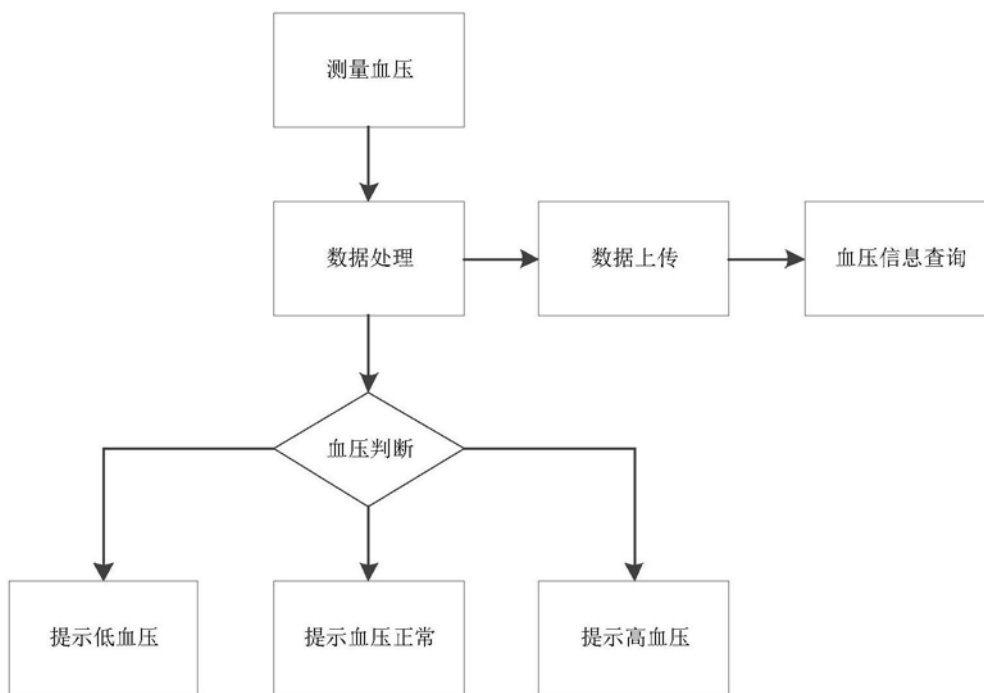 测量血压
数据处理
数据上传
血压信息查询
血压判断
提示低血压
提示血压正常
提示高血压